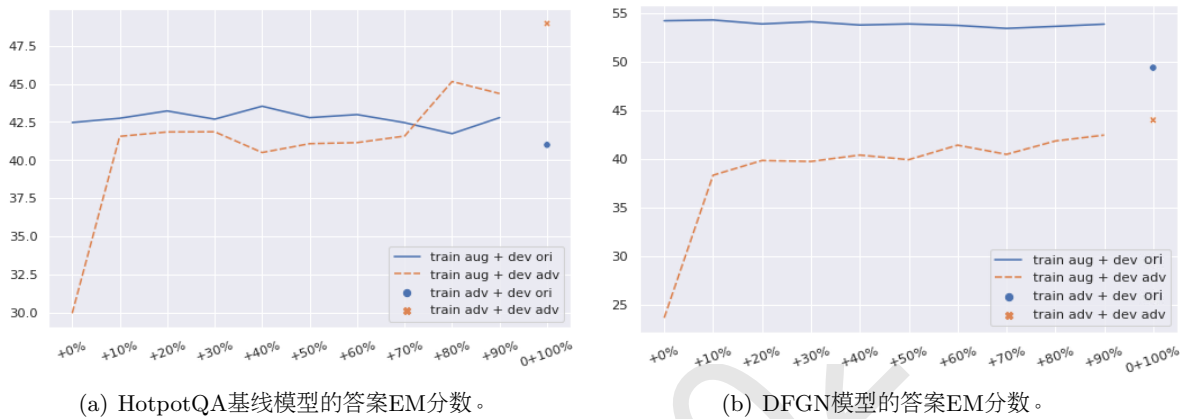 47.5
45.0
42.5
40.0
37.5
35.0
32.5
30.0
+0% +10% +20% +30% +40% +50% +60% +70% +80% +90% 0+100%
train aug + dev ori
train aug + dev adv
train adv + dev ori
train adv + dev adv
(a) HotpotQA基线模型的答案EM分数。
55
50
45
40
35
30
25
+0% +10% +20% +30% +40% +50% +60% +70% +80% +90% 0+100%
train aug + dev ori
train aug + dev adv
train adv + dev ori
train adv + dev adv
(b) DFGN模型的答案EM分数。